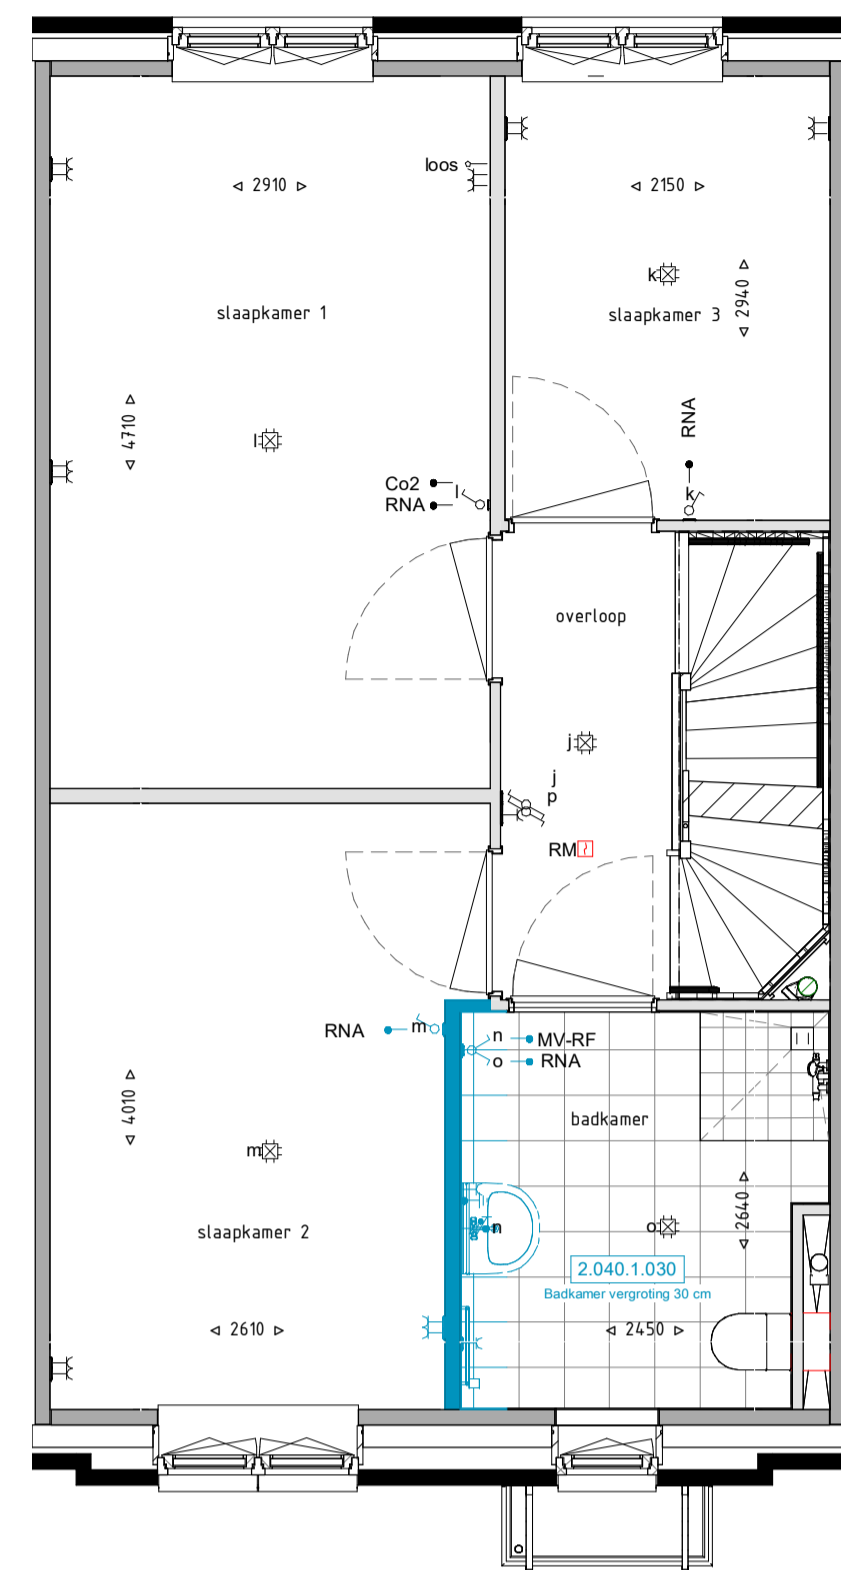 loos
2910
2150
k
slaapkamer 1
slaapkamer 3
2940
4710
RNA
l
Co2
l
RNA
k
overloop
j
j
p
RM
RNA
m
n
MV-RF
o
RNA
4010
badkamer
m
2640
slaapkamer 2
n
o
2.040.1.030
Badkamer vergroting 30 cm
2610
2450